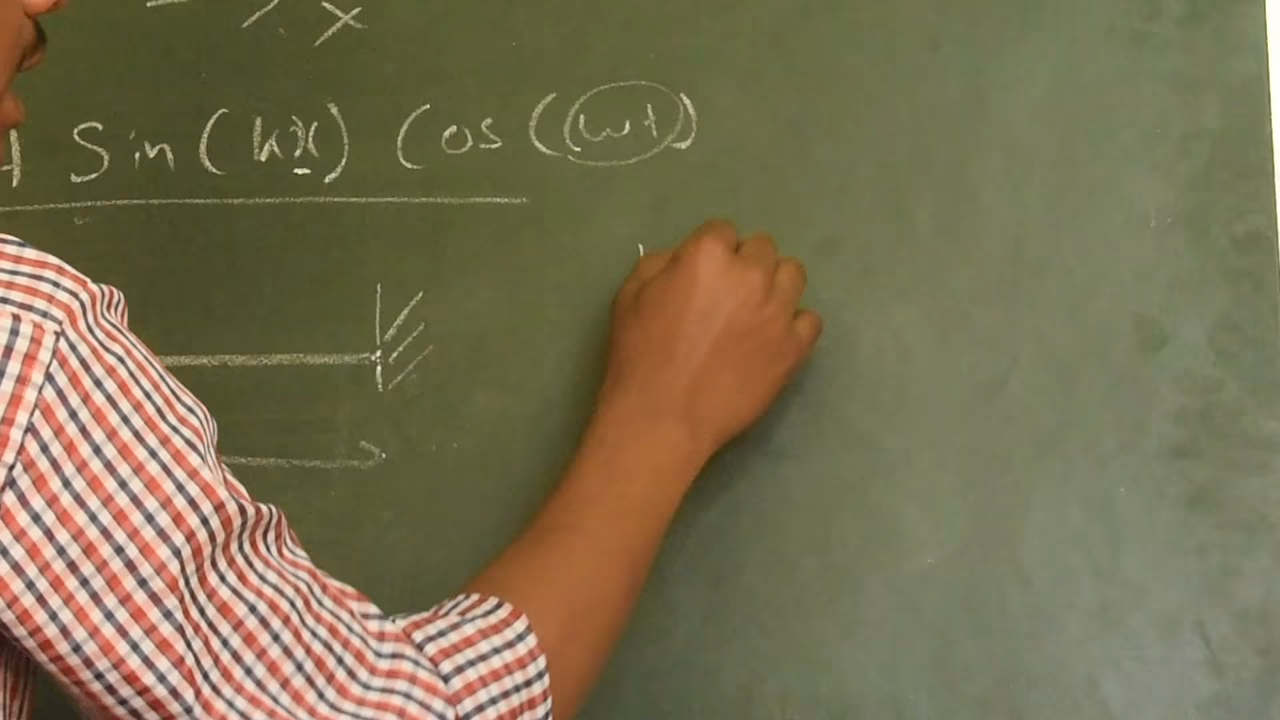 x
A Sin(kx) Cos(ωt)